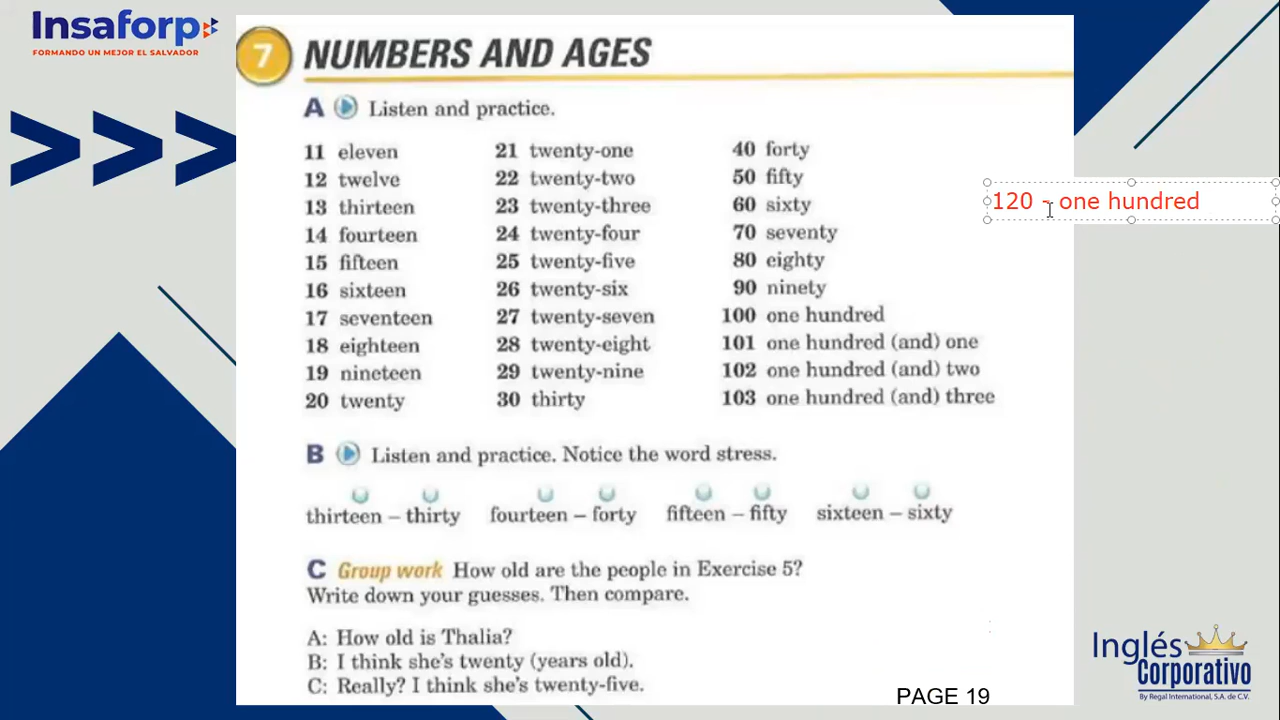 Insaforp
FORMANDO UN MEJOR EL SALVADOR
7 NUMBERS AND AGES
A Listen and practice.
11 eleven
12 twelve
13 thirteen
14 fourteen
15 fifteen
16 sixteen
17 seventeen
18 eighteen
19 nineteen
20 twenty
21 twenty-one
22 twenty-two
23 twenty-three
24 twenty-four
25 twenty-five
26 twenty-six
27 twenty-seven
28 twenty-eight
29 twenty-nine
30 thirty
40 forty
50 fifty
60 sixty
70 seventy
80 eighty
90 ninety
100 one hundred
101 one hundred (and) one
102 one hundred (and) two
103 one hundred (and) three
120 - one hundred
B Listen and practice. Notice the word stress.
thirteen – thirty fourteen – forty fifteen – fifty sixteen – sixty
C Group work How old are the people in Exercise 5?
Write down your guesses. Then compare.
A: How old is Thalia?
B: I think she's twenty (years old).
C: Really? I think she's twenty-five.
PAGE 19
Inglés
Corporativo
By Regal International, S.A. de C.V.